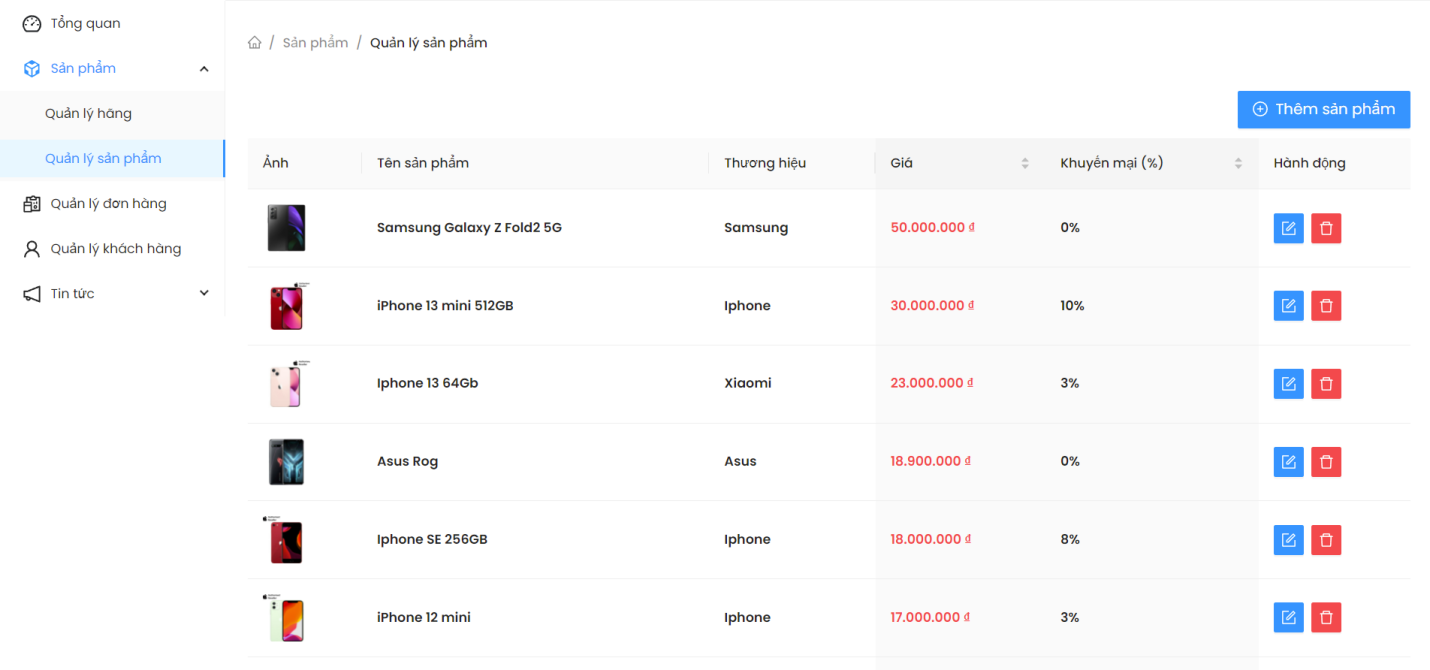 Tổng quan
Sản phẩm
Quản lý hãng
Quản lý sản phẩm
Quản lý đơn hàng
Quản lý khách hàng
Tin tức
/ Sản phẩm / Quản lý sản phẩm
Thêm sản phẩm
Ảnh Tên sản phẩm Thương hiệu Giá Khuyến mại (%) Hành động
Samsung Galaxy Z Fold2 5G Samsung 50.000.000 ₫ 0%
iPhone 13 mini 512GB Iphone 30.000.000 ₫ 10%
Iphone 13 64Gb Xiaomi 23.000.000 ₫ 3%
Asus Rog Asus 18.900.000 ₫ 0%
Iphone SE 256GB Iphone 18.000.000 ₫ 8%
iPhone 12 mini Iphone 17.000.000 ₫ 3%